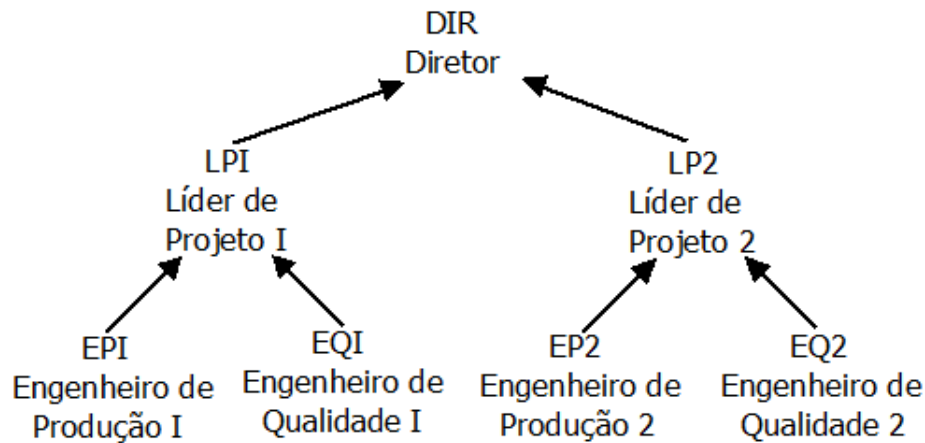 DIR
Diretor
LPI
Líder de
Projeto I
LP2
Líder de
Projeto 2
EPI
Engenheiro de
Produção I
EQI
Engenheiro de
Qualidade I
EP2
Engenheiro de
Produção 2
EQ2
Engenheiro de
Qualidade 2